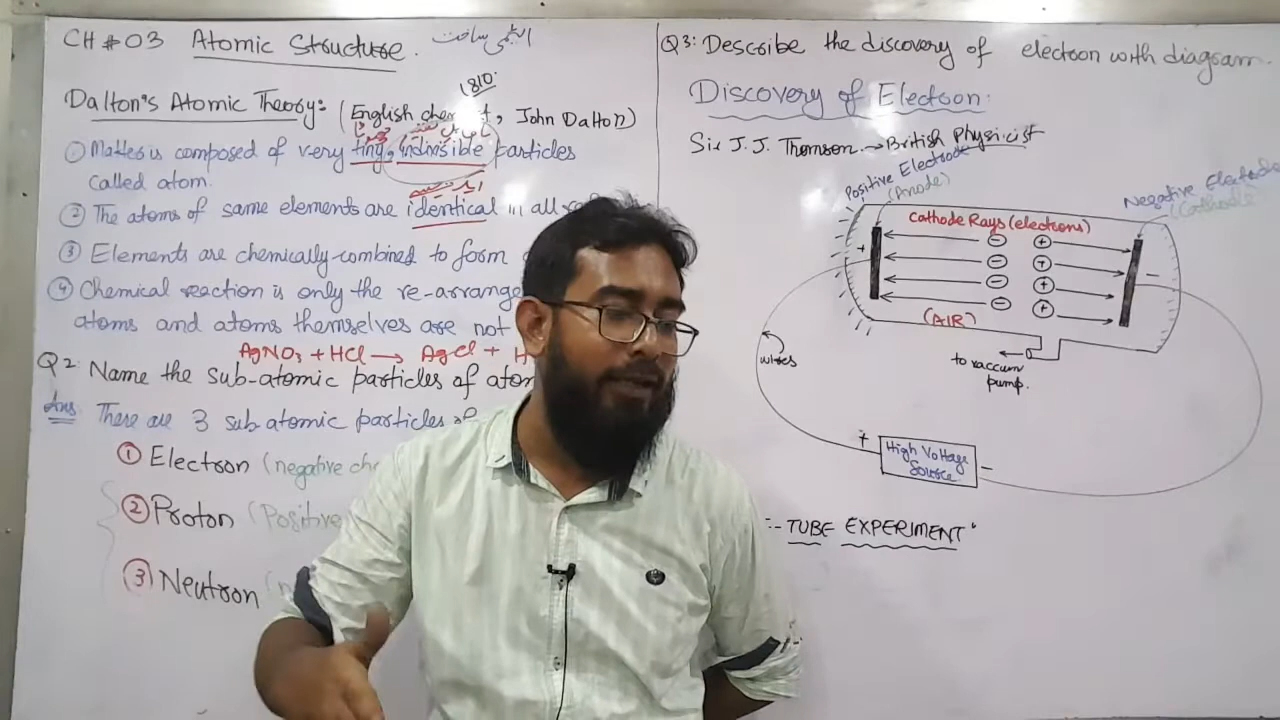 CH # 03 Atomic Structure. ایٹمی ساخت
1810.
Dalton's Atomic Theory: (English che t, John Dalton)
① Matter is composed of very tiny, indivisible particles
called atom.
② The atoms of same elements are identical in all
③ Elements are chemically combined to form
④ Chemical reaction is only the re-arrange
atoms and atoms themselves are not
AgNO3 + HCl → AgCl + H
Q2: Name the sub-atomic particles of atom
Ans: There are 3 sub-atomic particles of
① Electron (negative cha
② Proton (Positive
③ Neutron (n
Q3: Describe the discovery of electron with diagram.
Discovery of Electron:
Sir J.J. Thomson → British Physicist
Positive Electrode
(Anode)
Negative Electrode
(Cathode)
Cathode Rays (electrons)
+ - + -
- +
- +
- +
(AIR)
wires
to vaccum
pump.
+ High Voltage -
Source
:- TUBE EXPERIMENT"